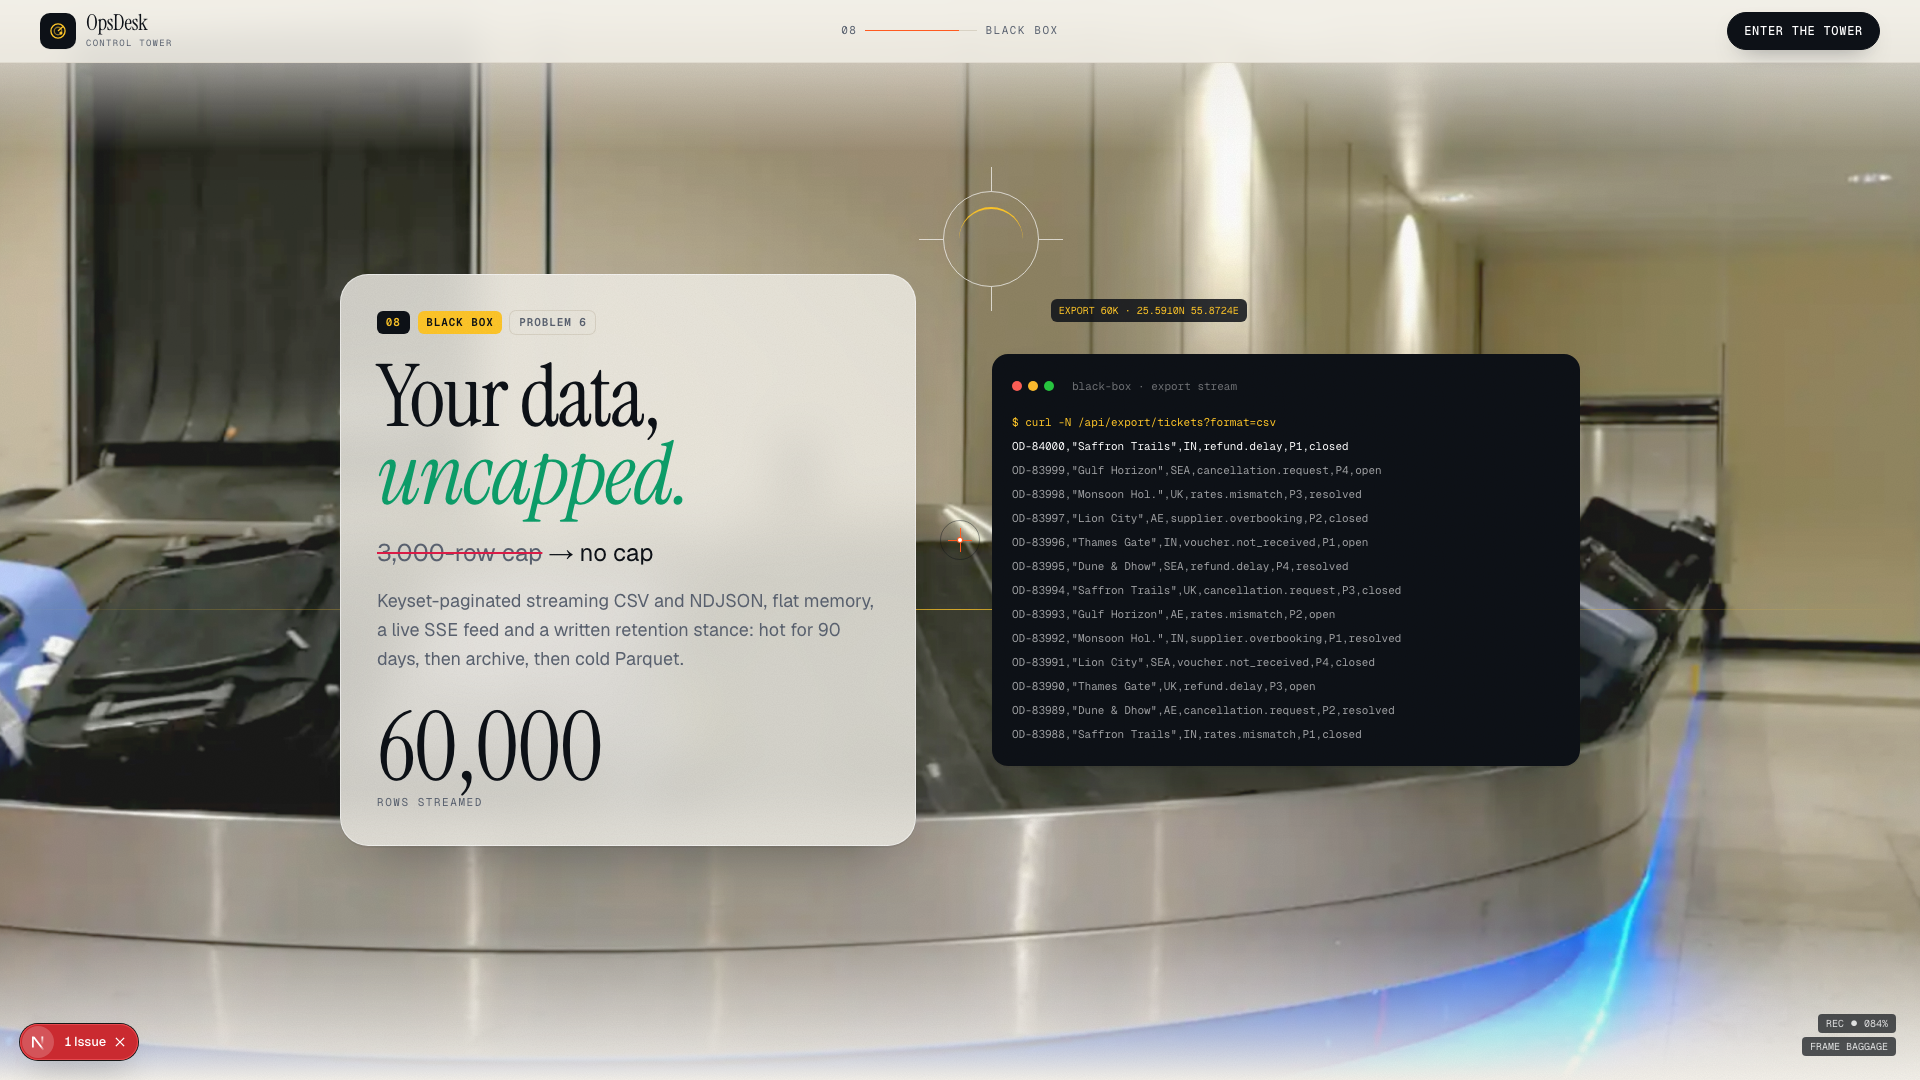 OpsDesk
CONTROL TOWER
08 BLACK BOX
ENTER THE TOWER
08 BLACK BOX PROBLEM 6
Your data,
uncapped.
3,000-row cap → no cap
Keyset-paginated streaming CSV and NDJSON, flat memory,
a live SSE feed and a written retention stance: hot for 90
days, then archive, then cold Parquet.
60,000
ROWS STREAMED
EXPORT 60K · 25.5910N 55.8724E
black-box · export stream
$ curl -N /api/export/tickets?format=csv
OD-84000,"Saffron Trails",IN,refund.delay,P1,closed
OD-83999,"Gulf Horizon",SEA,cancellation.request,P4,open
OD-83998,"Monsoon Hol.",UK,rates.mismatch,P3,resolved
OD-83997,"Lion City",AE,supplier.overbooking,P2,closed
OD-83996,"Thames Gate",IN,voucher.not_received,P1,open
OD-83995,"Dune & Dhow",SEA,refund.delay,P4,resolved
OD-83994,"Saffron Trails",UK,cancellation.request,P3,closed
OD-83993,"Gulf Horizon",AE,rates.mismatch,P2,open
OD-83992,"Monsoon Hol.",IN,supplier.overbooking,P1,resolved
OD-83991,"Lion City",SEA,voucher.not_received,P4,closed
OD-83990,"Thames Gate",UK,refund.delay,P3,open
OD-83989,"Dune & Dhow",AE,cancellation.request,P2,resolved
OD-83988,"Saffron Trails",IN,rates.mismatch,P1,closed
N 1 Issue
REC ● 084%
FRAME BAGGAGE